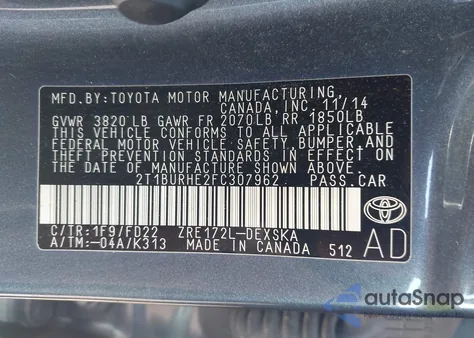 MFD. BY: TOYOTA MOTOR MANUFACTURING,
CANADA, INC. 11/14
GVWR 3820 LB GAWR FR 2070LB RR 1850LB
THIS VEHICLE CONFORMS TO ALL APPLICABLE
FEDERAL MOTOR VEHICLE SAFETY, BUMPER, AND
THEFT PREVENTION STANDARDS IN EFFECT ON
THE DATE OF MANUFACTURE SHOWN ABOVE.
2T1BURHE2FC307962 PASS. CAR
C/TR: 1F9/FD22 ZRE172L-DEXSKA
A/TM: -04A/K313 MADE IN CANADA 512
AD
autoSnap